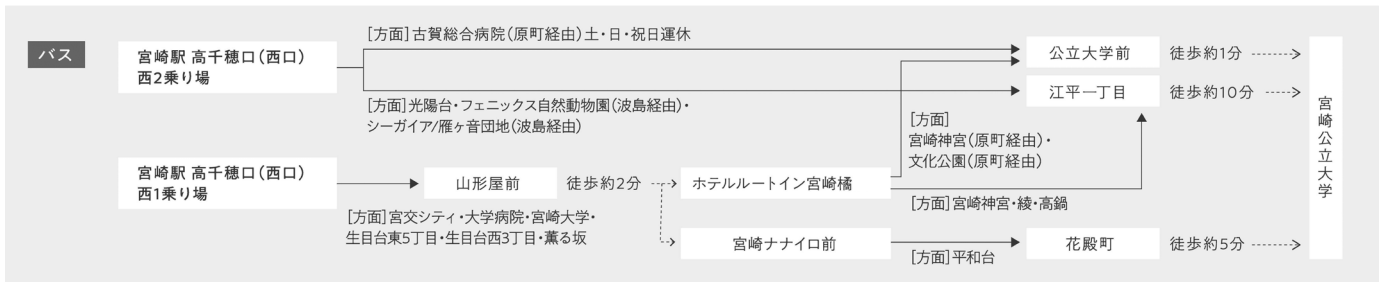 バス
宮崎駅 高千穂口（西口）
西2乗り場
[方面]古賀総合病院（原町経由）土・日・祝日運休
公立大学前
徒歩約1分
[方面]光陽台・フェニックス自然動物園（波島経由）・
シーガイア/雁ヶ音団地（波島経由）
江平一丁目
徒歩約10分
宮崎公立大学
宮崎駅 高千穂口（西口）
西1乗り場
[方面]宮交シティ・大学病院・宮崎大学・
生目台東5丁目・生目台西3丁目・薫る坂
山形屋前
徒歩約2分
ホテルルートイン宮崎橘
[方面]
宮崎神宮（原町経由）・
文化公園（原町経由）
[方面]宮崎神宮・綾・高鍋
宮崎ナナイロ前
[方面]平和台
花殿町
徒歩約5分